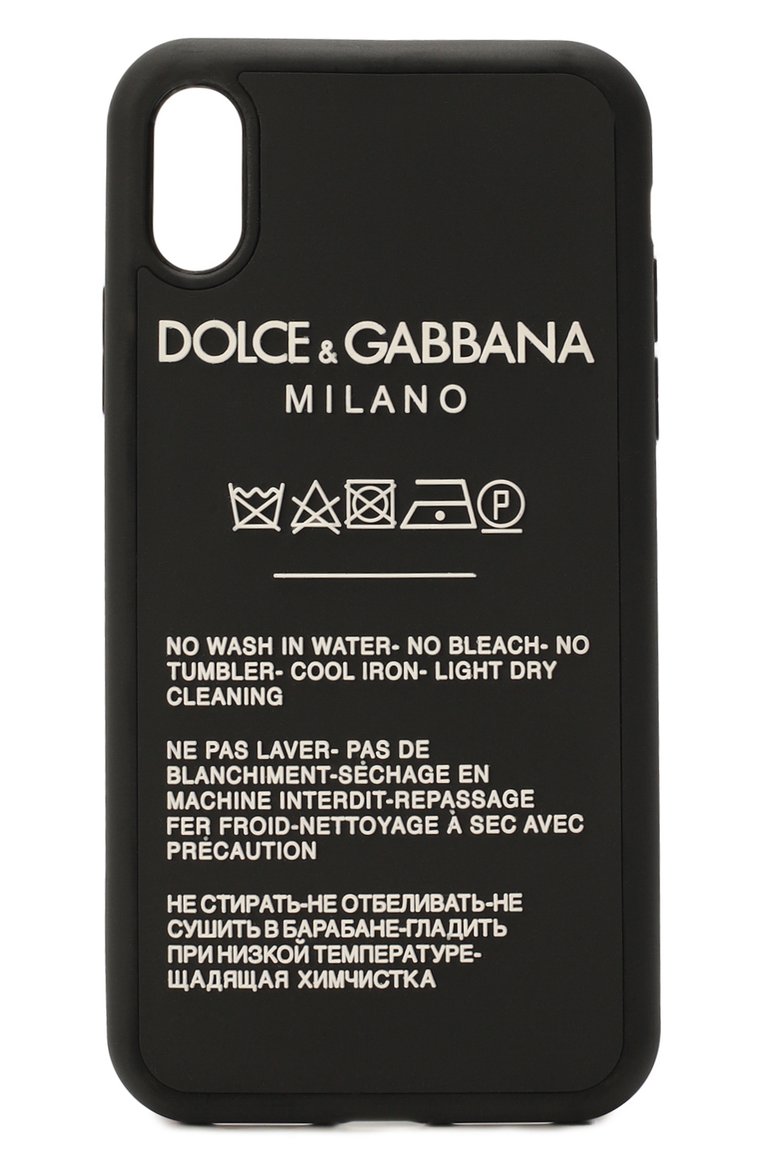 DOLCE & GABBANA
MILANO
P
NO WASH IN WATER- NO BLEACH- NO
TUMBLER- COOL IRON- LIGHT DRY
CLEANING
NE PAS LAVER- PAS DE
BLANCHIMENT-SÉCHAGE EN
MACHINE INTERDIT-REPASSAGE
FER FROID-NETTOYAGE À SEC AVEC
PRÉCAUTION
НЕ СТИРАТЬ-НЕ ОТБЕЛИВАТЬ-НЕ
СУШИТЬ В БАРАБАНЕ-ГЛАДИТЬ
ПРИ НИЗКОЙ ТЕМПЕРАТУРЕ-
ЩАДЯЩАЯ ХИМЧИСТКА